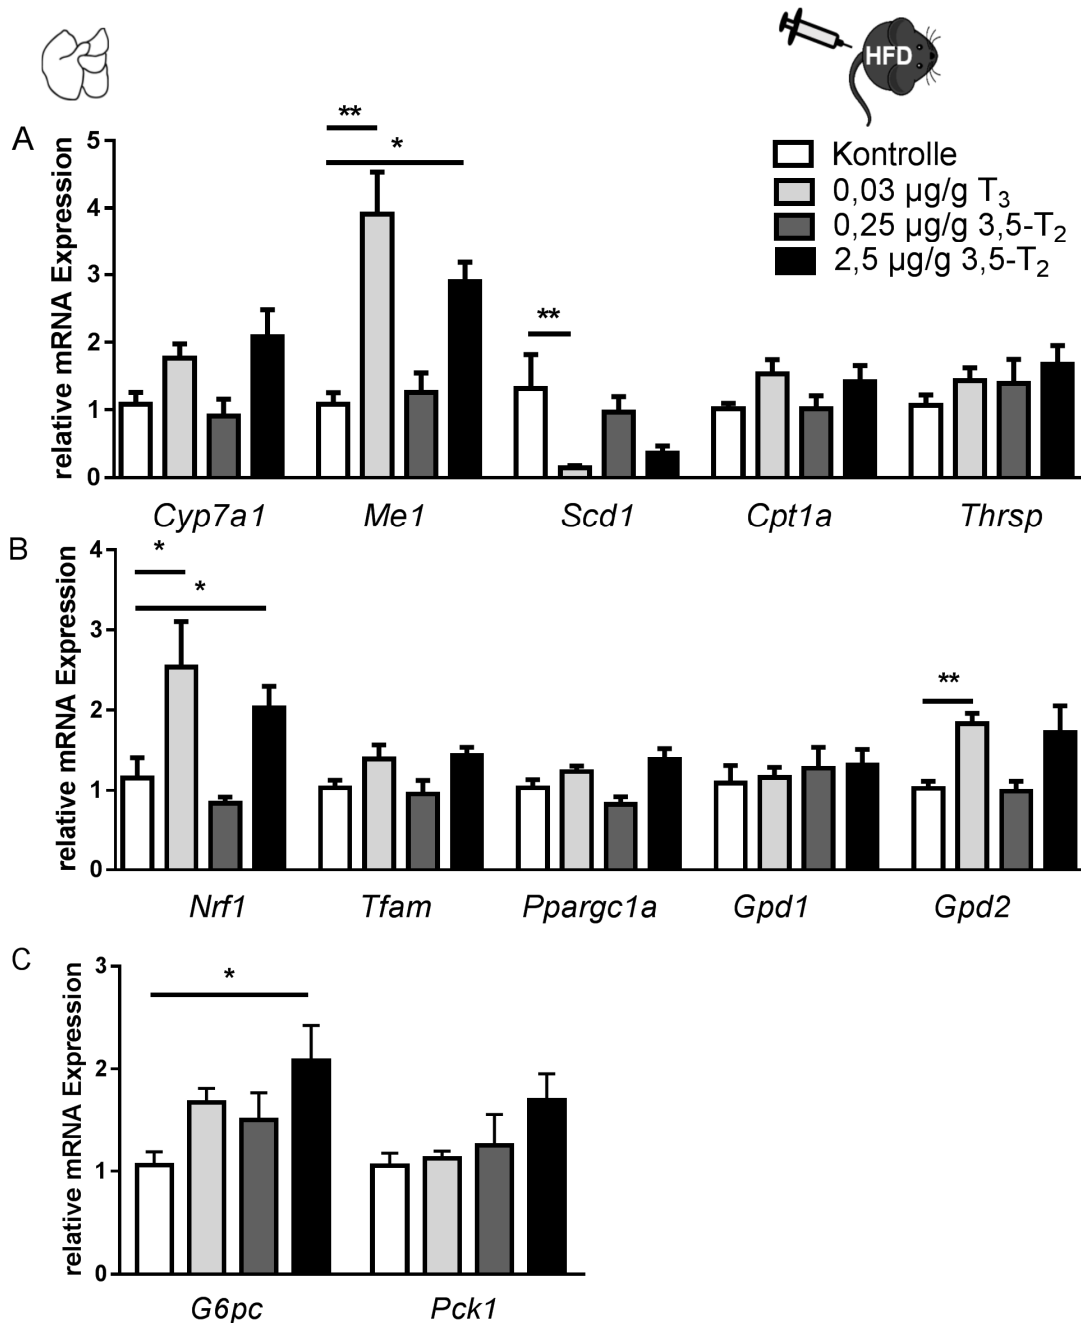 HFD
Kontrolle
0,03 µg/g T₃
0,25 µg/g 3,5-T₂
2,5 µg/g 3,5-T₂
A
relative mRNA Expression
5
4
3
2
1
0
**
*
**
Cyp7a1 Me1 Scd1 Cpt1a Thrsp
B
relative mRNA Expression
4
3
2
1
0
*
*
**
Nrf1 Tfam Ppargc1a Gpd1 Gpd2
C
relative mRNA Expression
3
2
1
0
*
G6pc Pck1